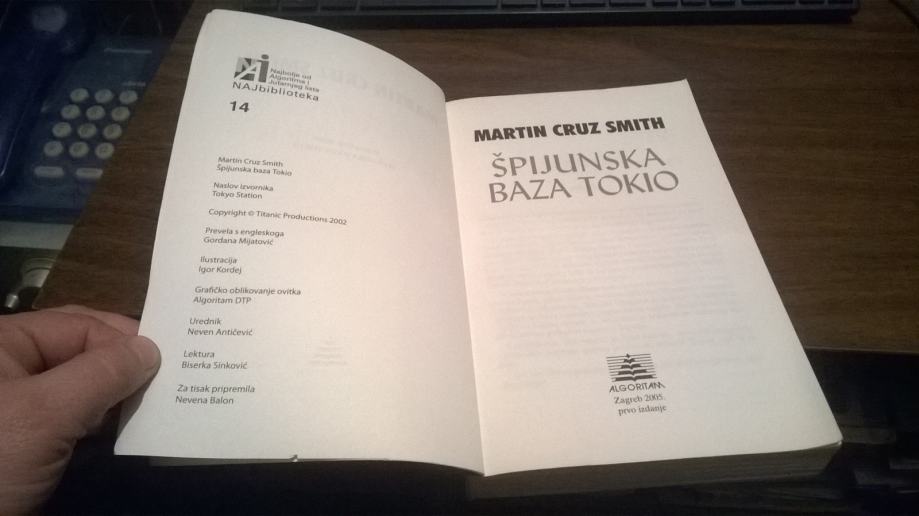 Najbolje od
Algoritma i
Jutarnjeg lista
NAJbiblioteka
14
Martin Cruz Smith
Špijunska baza Tokio
Naslov izvornika
Tokyo Station
Copyright © Titanic Productions 2002
Prevela s engleskoga
Gordana Mijatović
Ilustracija
Igor Kordej
Grafičko oblikovanje ovitka
Algoritam DTP
Urednik
Neven Antičević
Lektura
Biserka Sinković
Za tisak pripremila
Nevena Balon
MARTIN CRUZ SMITH
ŠPIJUNSKA
BAZA TOKIO
ALGORITAM
Zagreb 2005.
prvo izdanje